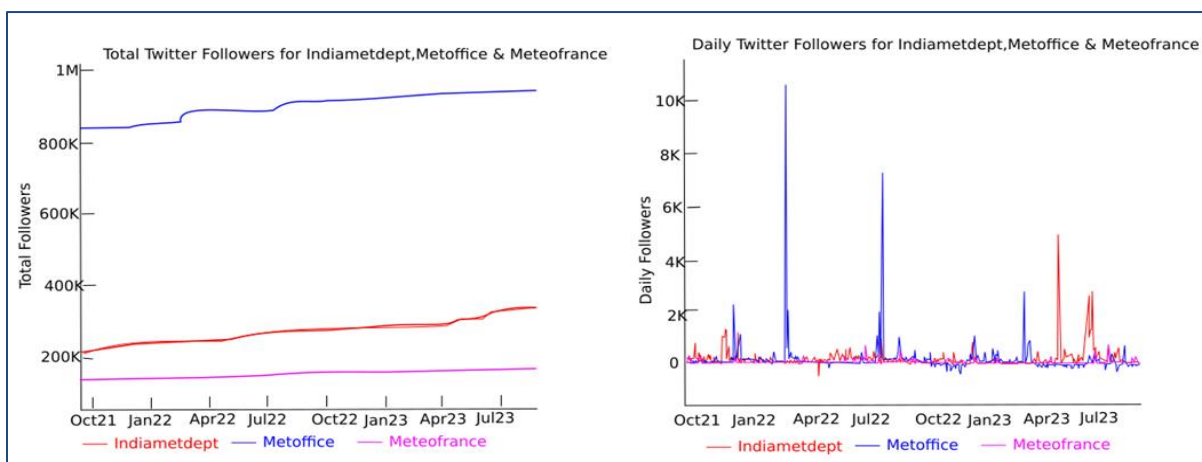 Total Twitter Followers for Indiametdept,Metoffice & Meteofrance
1M
800K
600K
400K
200K
Total Followers
Oct21 Jan22 Apr22 Jul22 Oct22 Jan23 Apr23 Jul23
Indiametdept Metoffice Meteofrance
Daily Twitter Followers for Indiametdept,Metoffice & Meteofrance
10K
8K
6K
4K
2K
0
Daily Followers
Oct21 Jan22 Apr22 Jul22 Oct22 Jan23 Apr23 Jul23
Indiametdept Metoffice Meteofrance